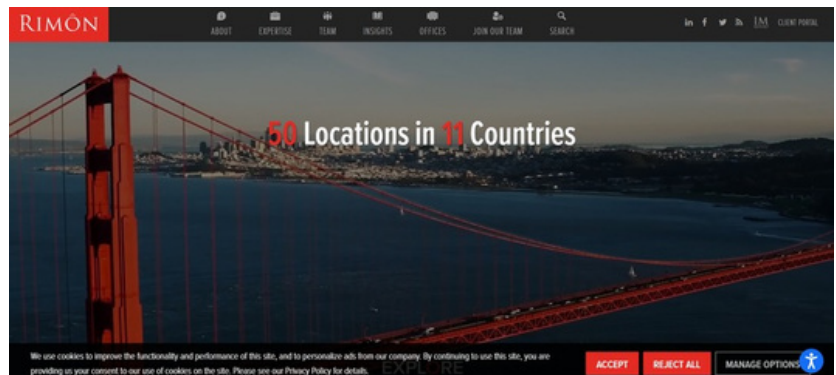 RIMÔN
ABOUT EXPERTISE TEAM INSIGHTS OFFICES JOIN OUR TEAM SEARCH
IM CLIENT PORTAL
50 Locations in 11 Countries
We use cookies to improve the functionality and performance of this site, and to personalize ads from our company. By continuing to use this site, you are
providing us your consent to our use of cookies on the site. Please see our Privacy Policy for details.
EXPLORE
ACCEPT REJECT ALL MANAGE OPTIONS